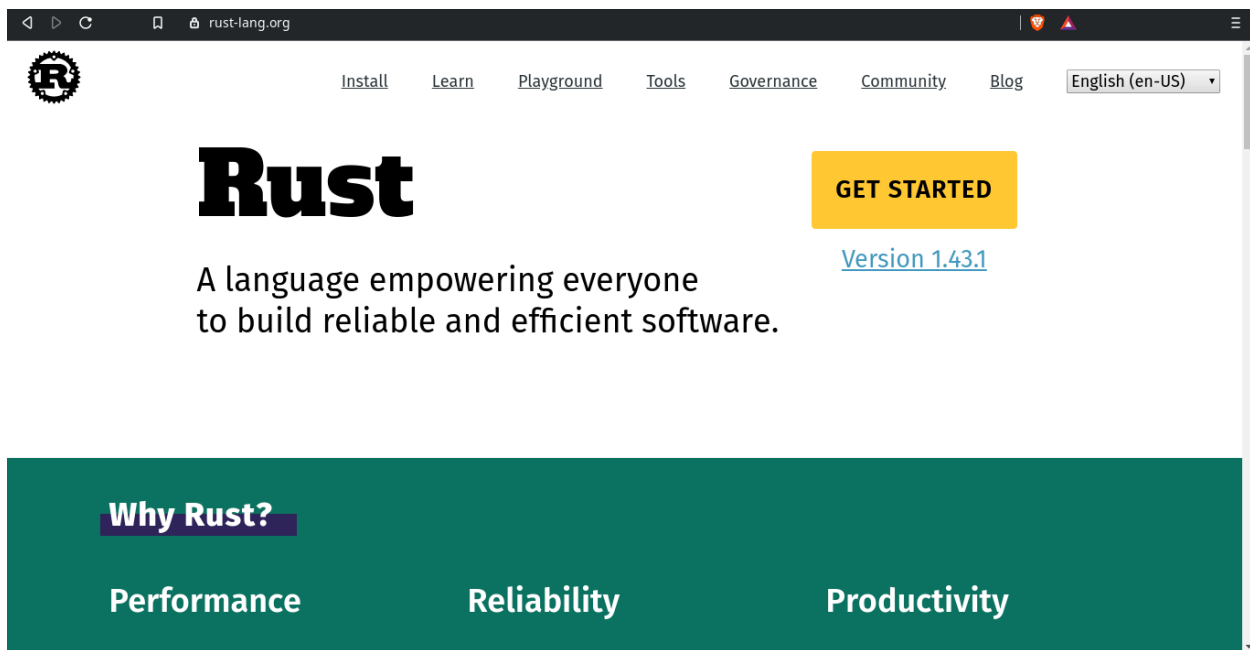 rust-lang.org
R
Install Learn Playground Tools Governance Community Blog English (en-US)
Rust
GET STARTED
Version 1.43.1
A language empowering everyone
to build reliable and efficient software.
Why Rust?
Performance Reliability Productivity